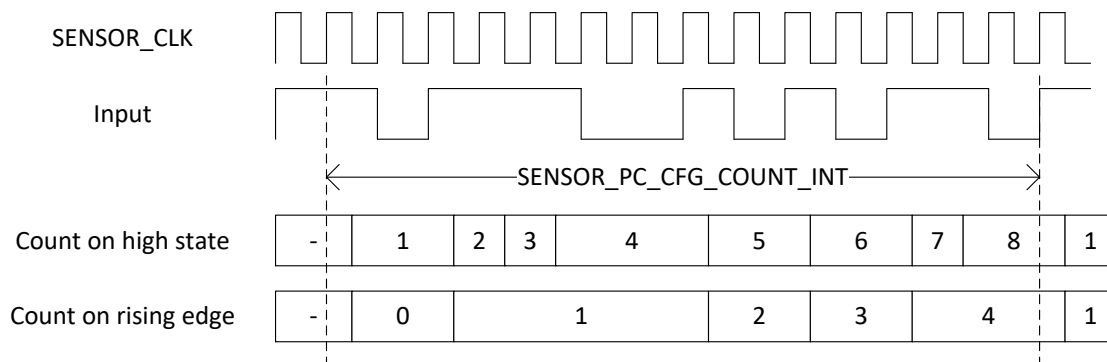 SENSOR_CLK
Input
SENSOR_PC_CFG_COUNT_INT
Count on high state - 1 2 3 4 5 6 7 8 1
Count on rising edge - 0 1 2 3 4 1